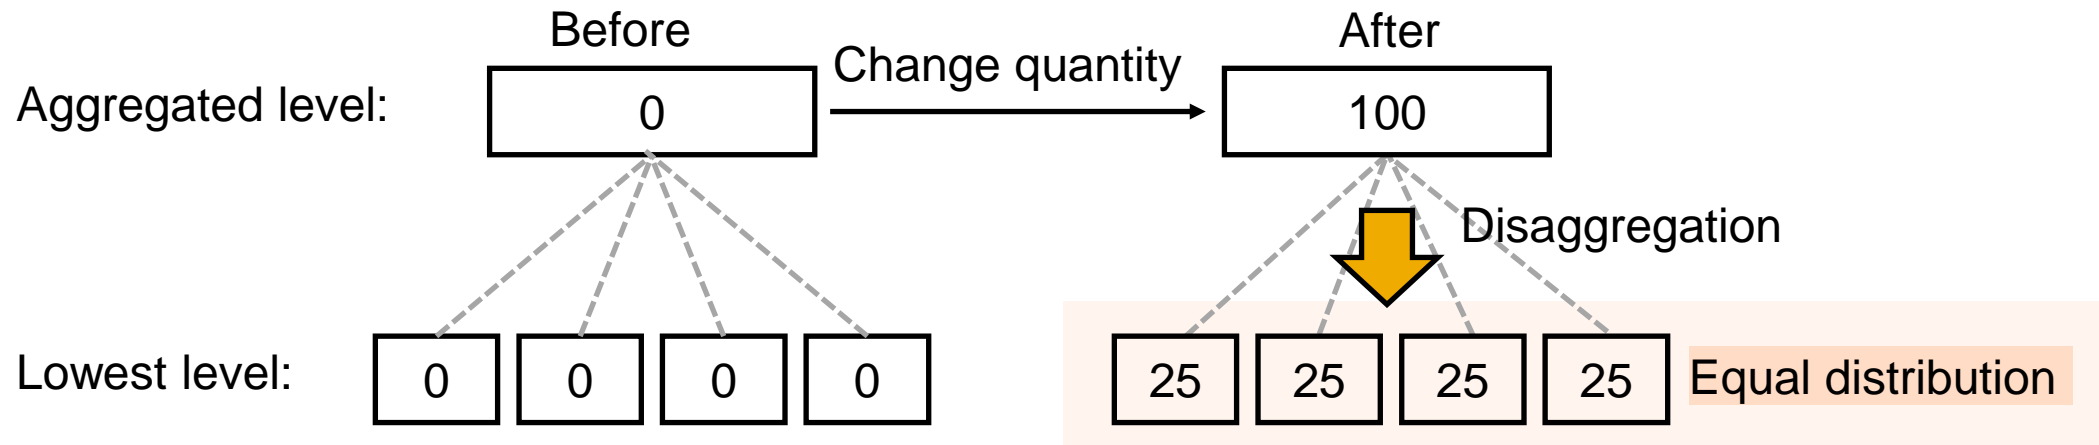 Before
After
Change quantity
Aggregated level:
0
100
Disaggregation
Lowest level:
0
0
0
0
25
25
25
25
Equal distribution